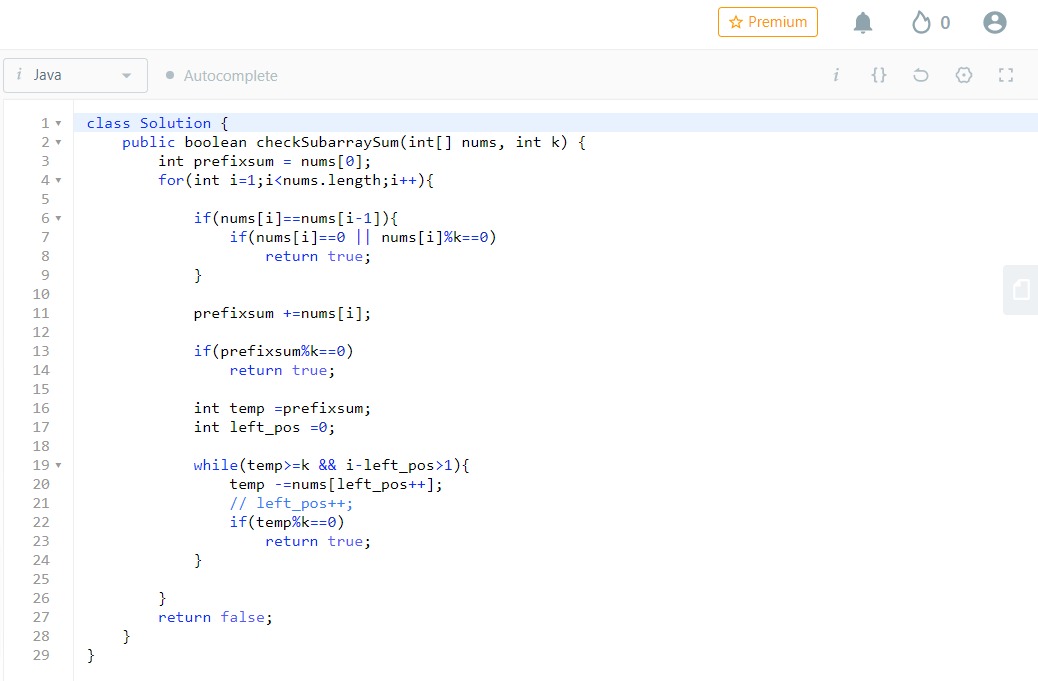 Premium
0
i Java
Autocomplete
i {}
1 class Solution {
2     public boolean checkSubarraySum(int[] nums, int k) {
3         int prefixsum = nums[0];
4         for(int i=1;i<nums.length;i++){
5
6             if(nums[i]==nums[i-1]){
7                 if(nums[i]==0 || nums[i]%k==0)
8                     return true;
9             }
10
11             prefixsum +=nums[i];
12
13             if(prefixsum%k==0)
14                 return true;
15
16             int temp =prefixsum;
17             int left_pos =0;
18
19             while(temp>=k && i-left_pos>1){
20                 temp -=nums[left_pos++];
21                 // left_pos++;
22                 if(temp%k==0)
23                     return true;
24             }
25
26         }
27         return false;
28     }
29 }